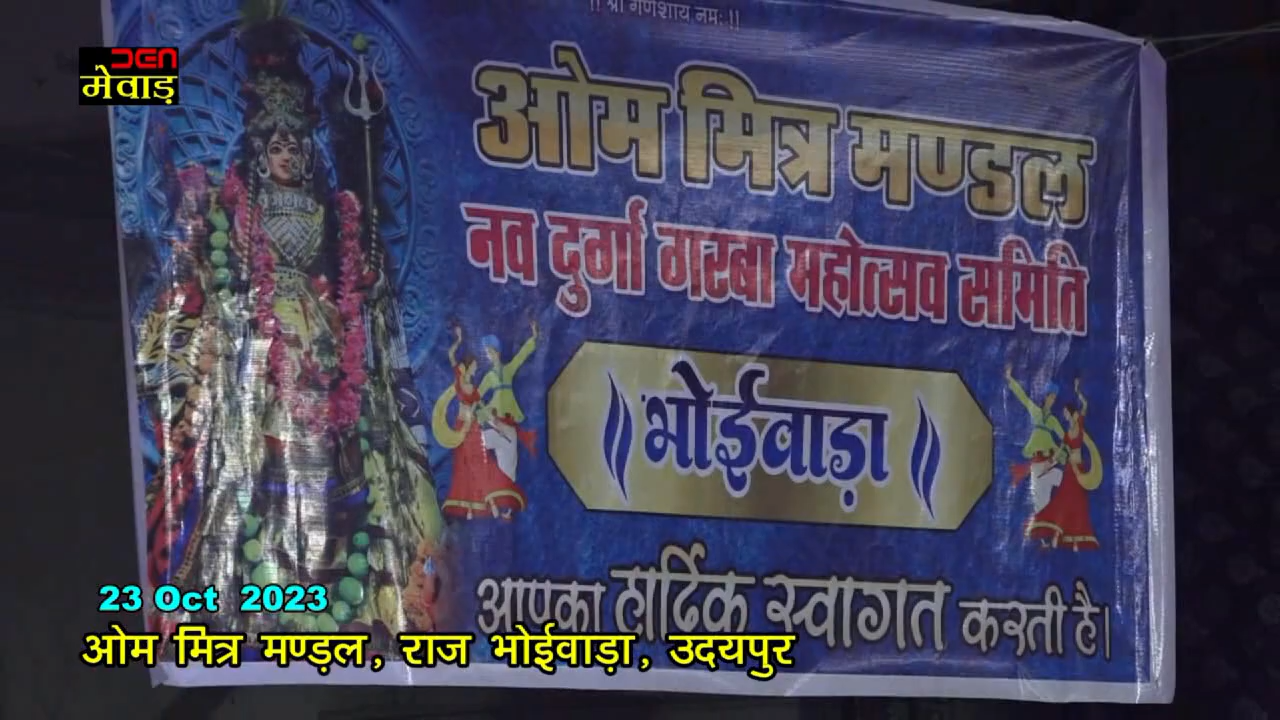 !! श्री गणेशाय नमः !!
DEN
मेवाड़
ओम मित्र मण्डल
नव दुर्गा गरबा महोत्सव समिति
भोईवाड़ा
आपका हार्दिक स्वागत करती है।
23 Oct 2023
ओम मित्र मण्ड़ल, राज भोईवाड़ा, उदयपुर